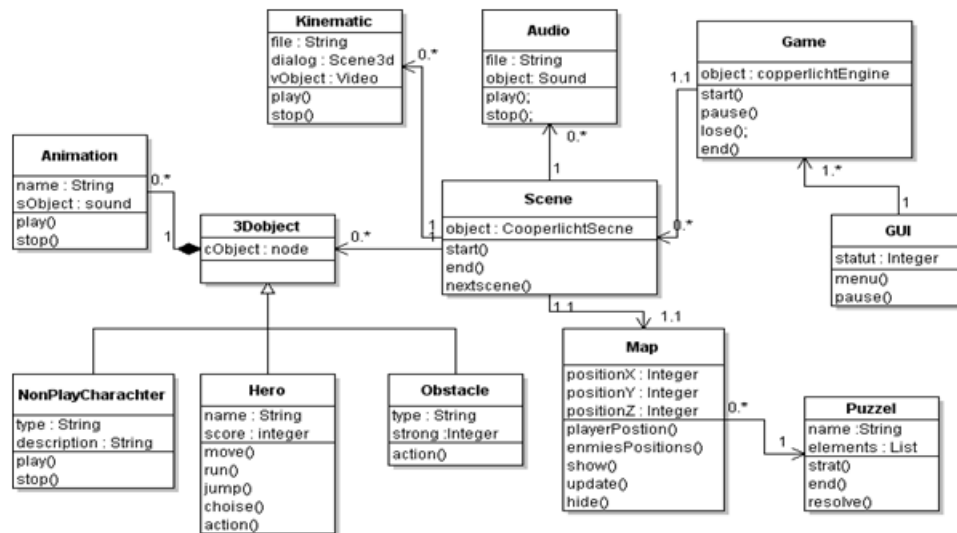 Kinematic
file : String
dialog : Scene3d
vObject : Video
play()
stop()
0.*
1
Audio
file : String
object: Sound
play();
stop();
0.*
1
Game
object : copperlichtEngine
start()
pause()
lose();
end()
1.1
0.*
1.*
1
GUI
statut : Integer
menu()
pause()
Animation
name : String
sObject : sound
play()
stop()
0.*
1
3Dobject
cObject : node
0.*
1
Scene
object : CooperlichtSecne
start()
end()
nextscene()
1.1
1.1
Map
positionX : Integer
positionY : Integer
positionZ : Integer
playerPostion()
enmiesPositions()
show()
update()
hide()
0.*
1
Puzzel
name :String
elements : List
strat()
end()
resolve()
NonPlayCharachter
type : String
description : String
play()
stop()
Hero
name : String
score : integer
move()
run()
jump()
choise()
action()
Obstacle
type : String
strong :Integer
action()